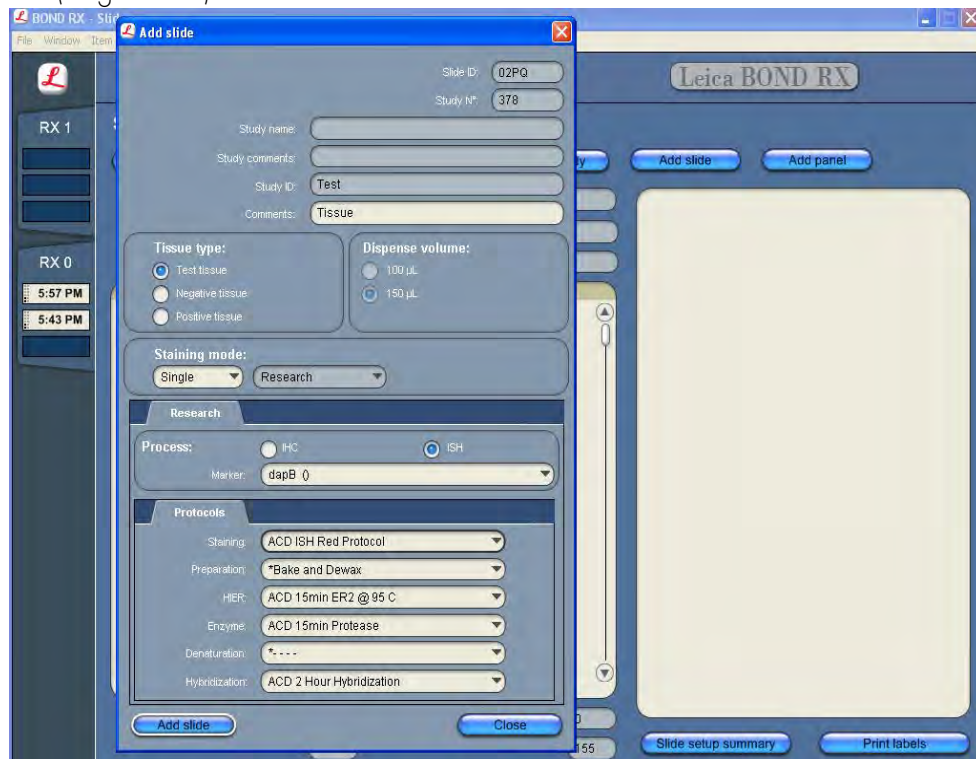 BOND RX - Slid
Add slide
File Window Item
Slide ID: 02PQ
Study N° 378
Leica BOND RX
RX 1
Study name:
Study comments:
Add slide
Add panel
Study ID: Test
Comments: Tissue
Tissue type:
Dispense volume:
RX 0
Test tissue
100 µL
5:57 PM
Negative tissue
150 µL
5:43 PM
Positive tissue
Staining mode:
Single
Research
Research
Process:
IHC
ISH
Marker: dapB ()
Protocols
Staining: ACD ISH Red Protocol
Preparation: *Bake and Dewax
HIER: ACD 15min ER2 @ 95 C
Enzyme: ACD 15min Protease
Denaturation: *- - - -
Hybridization: ACD 2 Hour Hybridization
Add slide
Close
155
Slide setup summary
Print labels